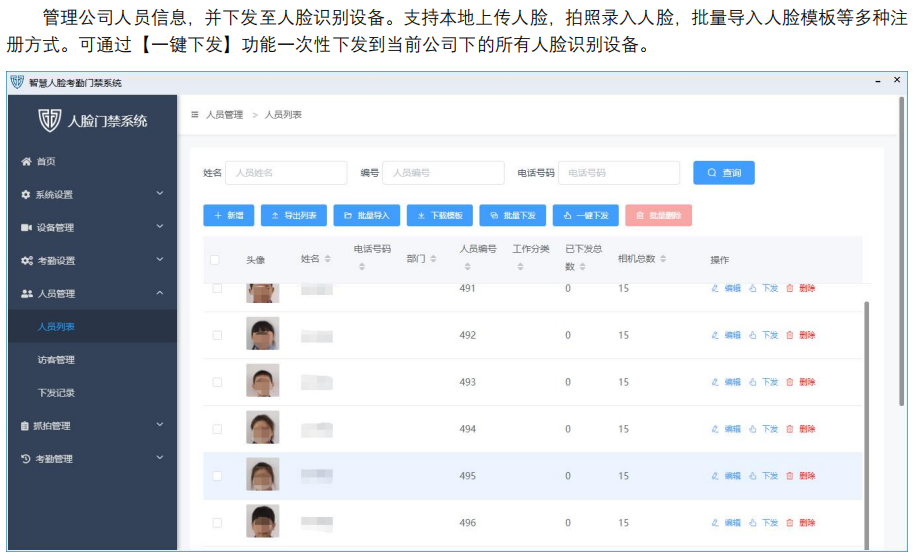 管理公司人员信息，并下发至人脸识别设备。支持本地上传人脸，拍照录入人脸，批量导入人脸模板等多种注
册方式。可通过【一键下发】功能一次性下发到当前公司下的所有人脸识别设备。
智慧人脸考勤门禁系统
人脸门禁系统
人员管理 > 人员列表
首页
系统设置
设备管理
考勤设置
人员管理
人员列表
访客管理
下发记录
抓拍管理
考勤管理
姓名 人员姓名 编号 人员编号 电话号码 电话号码 查询
新增 导出列表 批量导入 下载模板 批量下发 一键下发 批量删除
头像 姓名 电话号码 部门 人员编号 工作分类 已下发总数 相机总数 操作
491 0 15 编辑 下发 删除
492 0 15 编辑 下发 删除
493 0 15 编辑 下发 删除
494 0 15 编辑 下发 删除
495 0 15 编辑 下发 删除
496 0 15 编辑 下发 删除